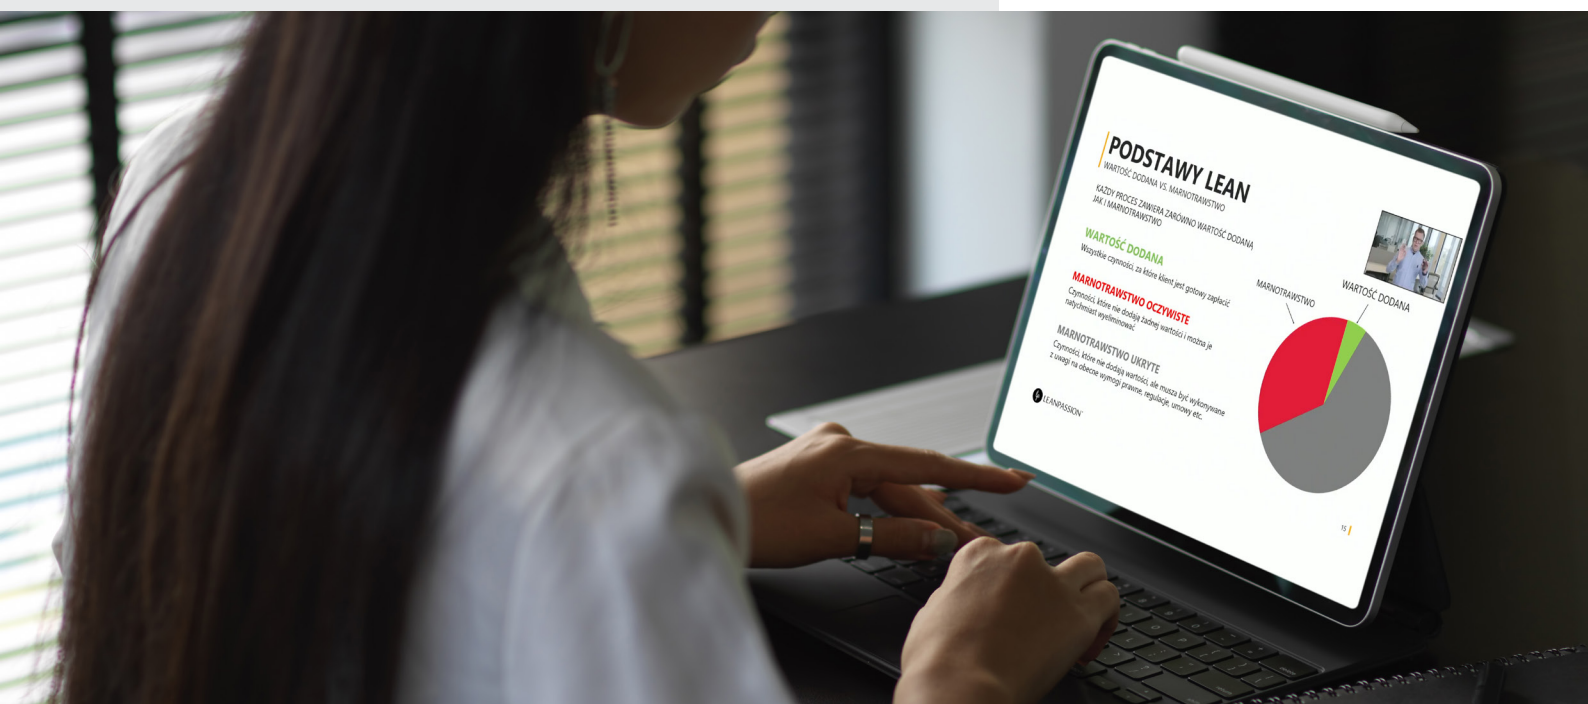 PODSTAWY LEAN
WARTOŚĆ DODANA VS. MARNOTRAWSTWO
KAŻDY PROCES ZAWIERA ZARÓWNO WARTOŚĆ DODANĄ
JAK I MARNOTRAWSTWO
WARTOŚĆ DODANA
Wszystkie czynności, za które klient jest gotowy zapłacić
MARNOTRAWSTWO OCZYWISTE
Czynności, które nie dodają żadnej wartości i można je
natychmiast wyeliminować
MARNOTRAWSTWO UKRYTE
Czynności, które nie dodają wartości, ale muszą być wykonywane
z uwagi na obecne wymogi prawne, regulacje, umowy etc.
LEANPASSION
MARNOTRAWSTWO
WARTOŚĆ DODANA
15